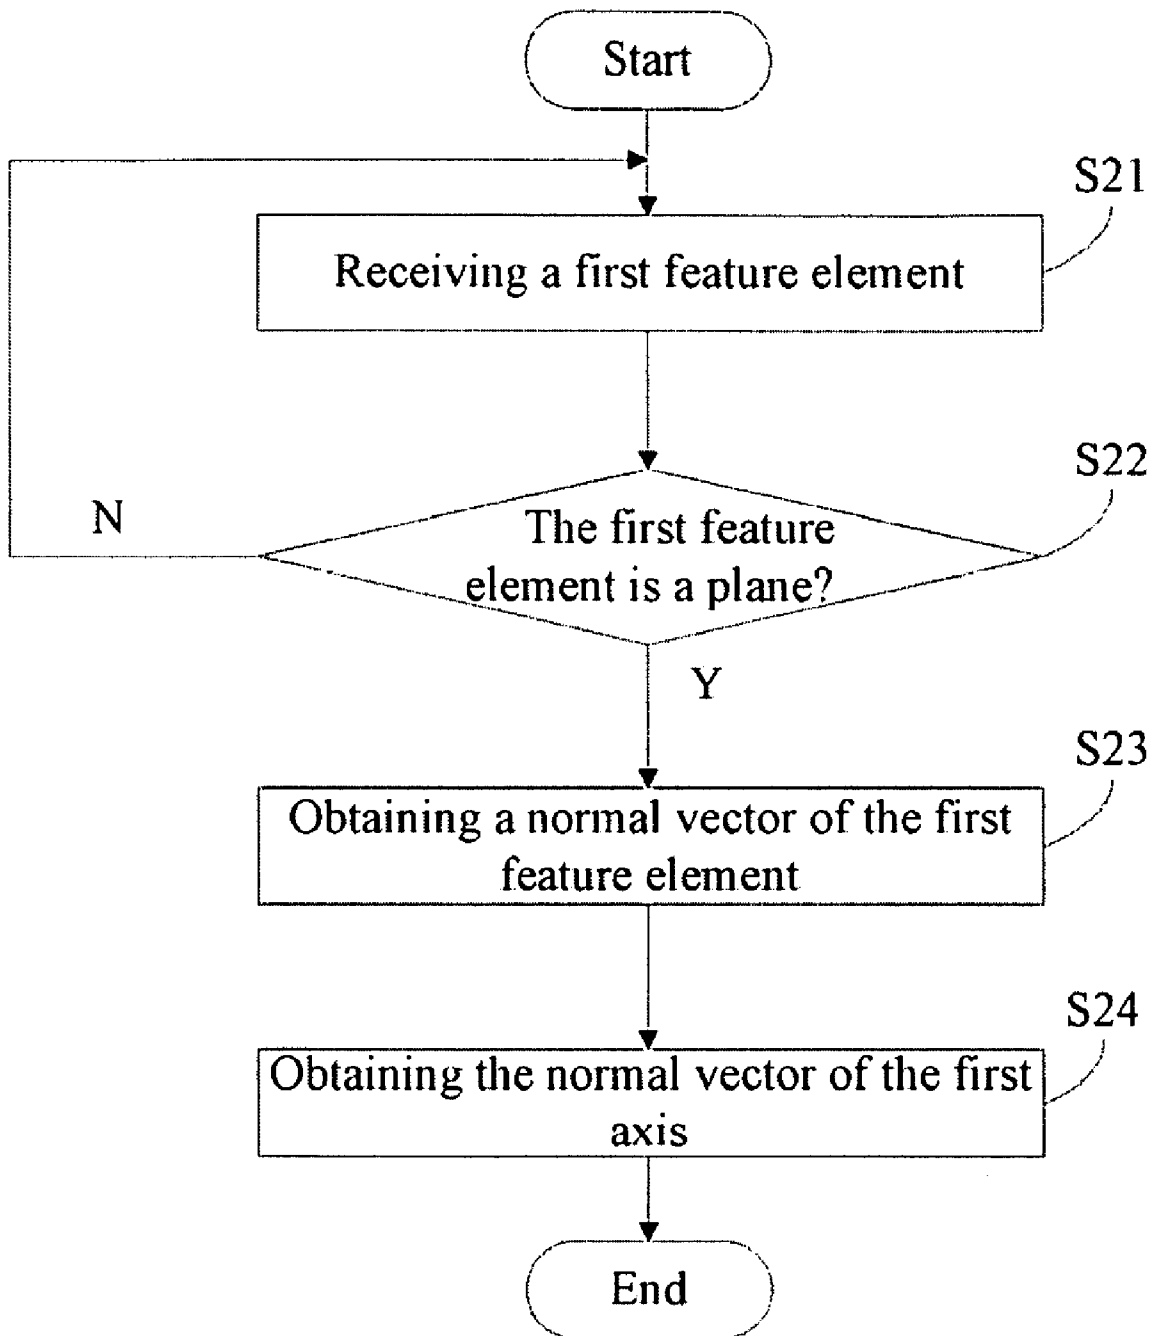 Start
S21
Receiving a first feature element
S22
N
The first feature
element is a plane?
Y
S23
Obtaining a normal vector of the first
feature element
S24
Obtaining the normal vector of the first
axis
End